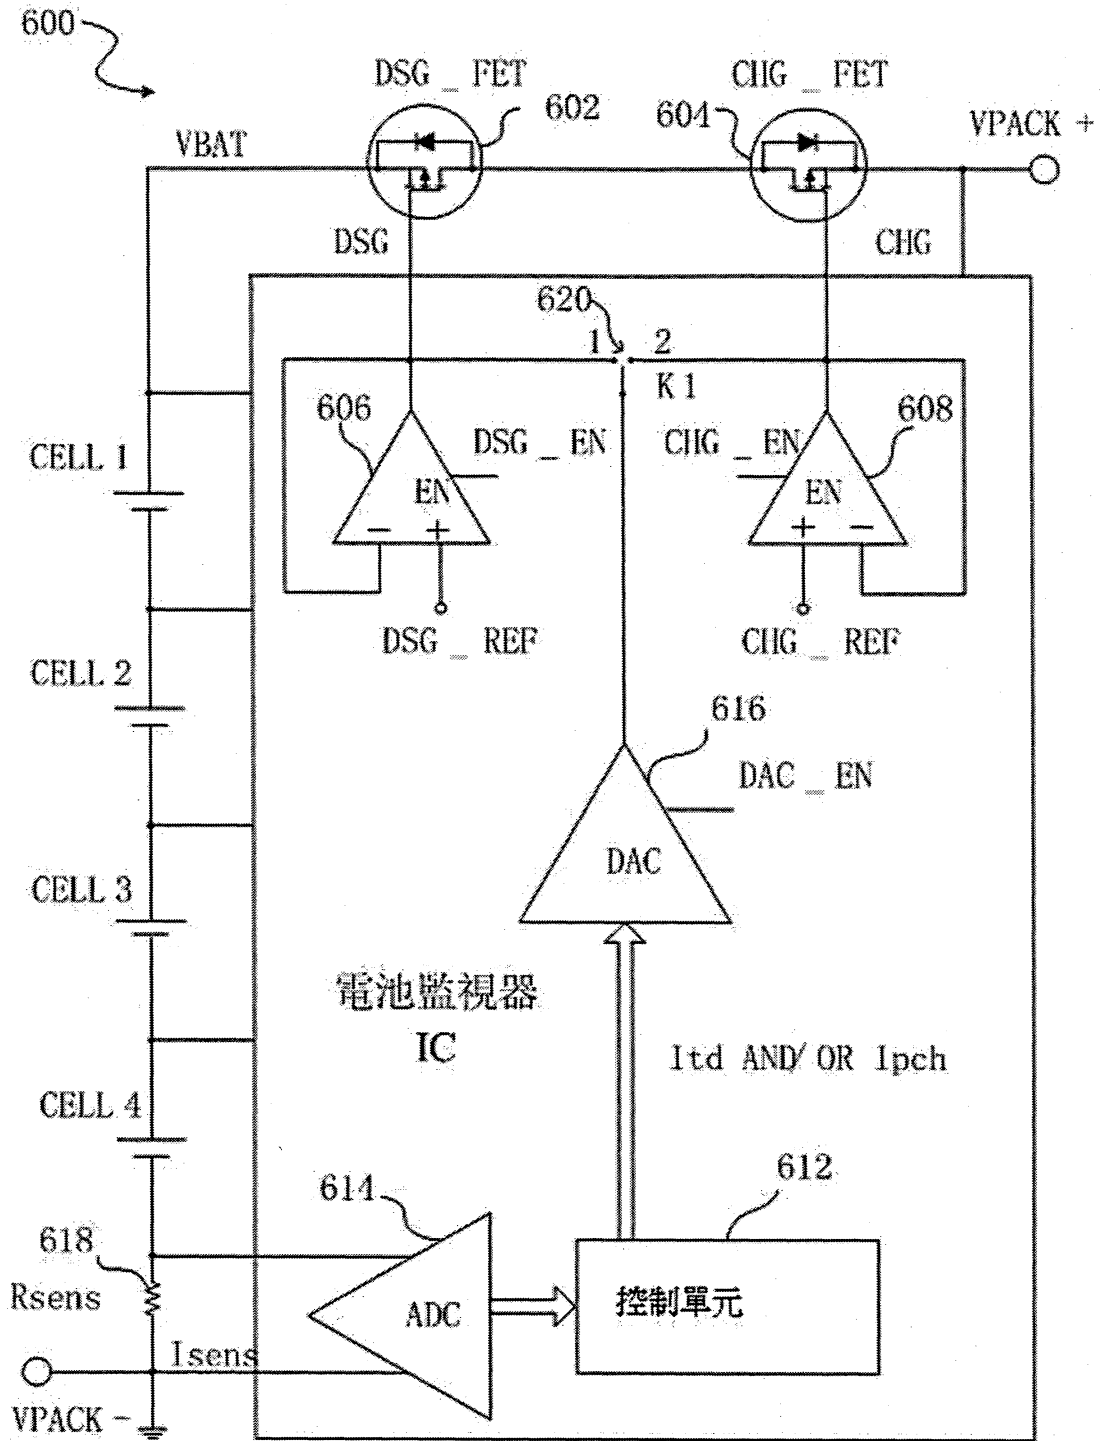 600
DSG _ FET
CHG _ FET
602
604
VPACK +
VBAT
DSG
CHG
620
1
2
K1
606
608
DSG _ EN
CHG _ EN
CELL 1
EN
EN
- +
+ -
DSG _ REF
CHG _ REF
CELL 2
616
DAC _ EN
DAC
CELL 3
電池監視器
IC
Itd AND/OR Ipch
CELL 4
614
612
618
Rsens
ADC
控制單元
Isens
VPACK -